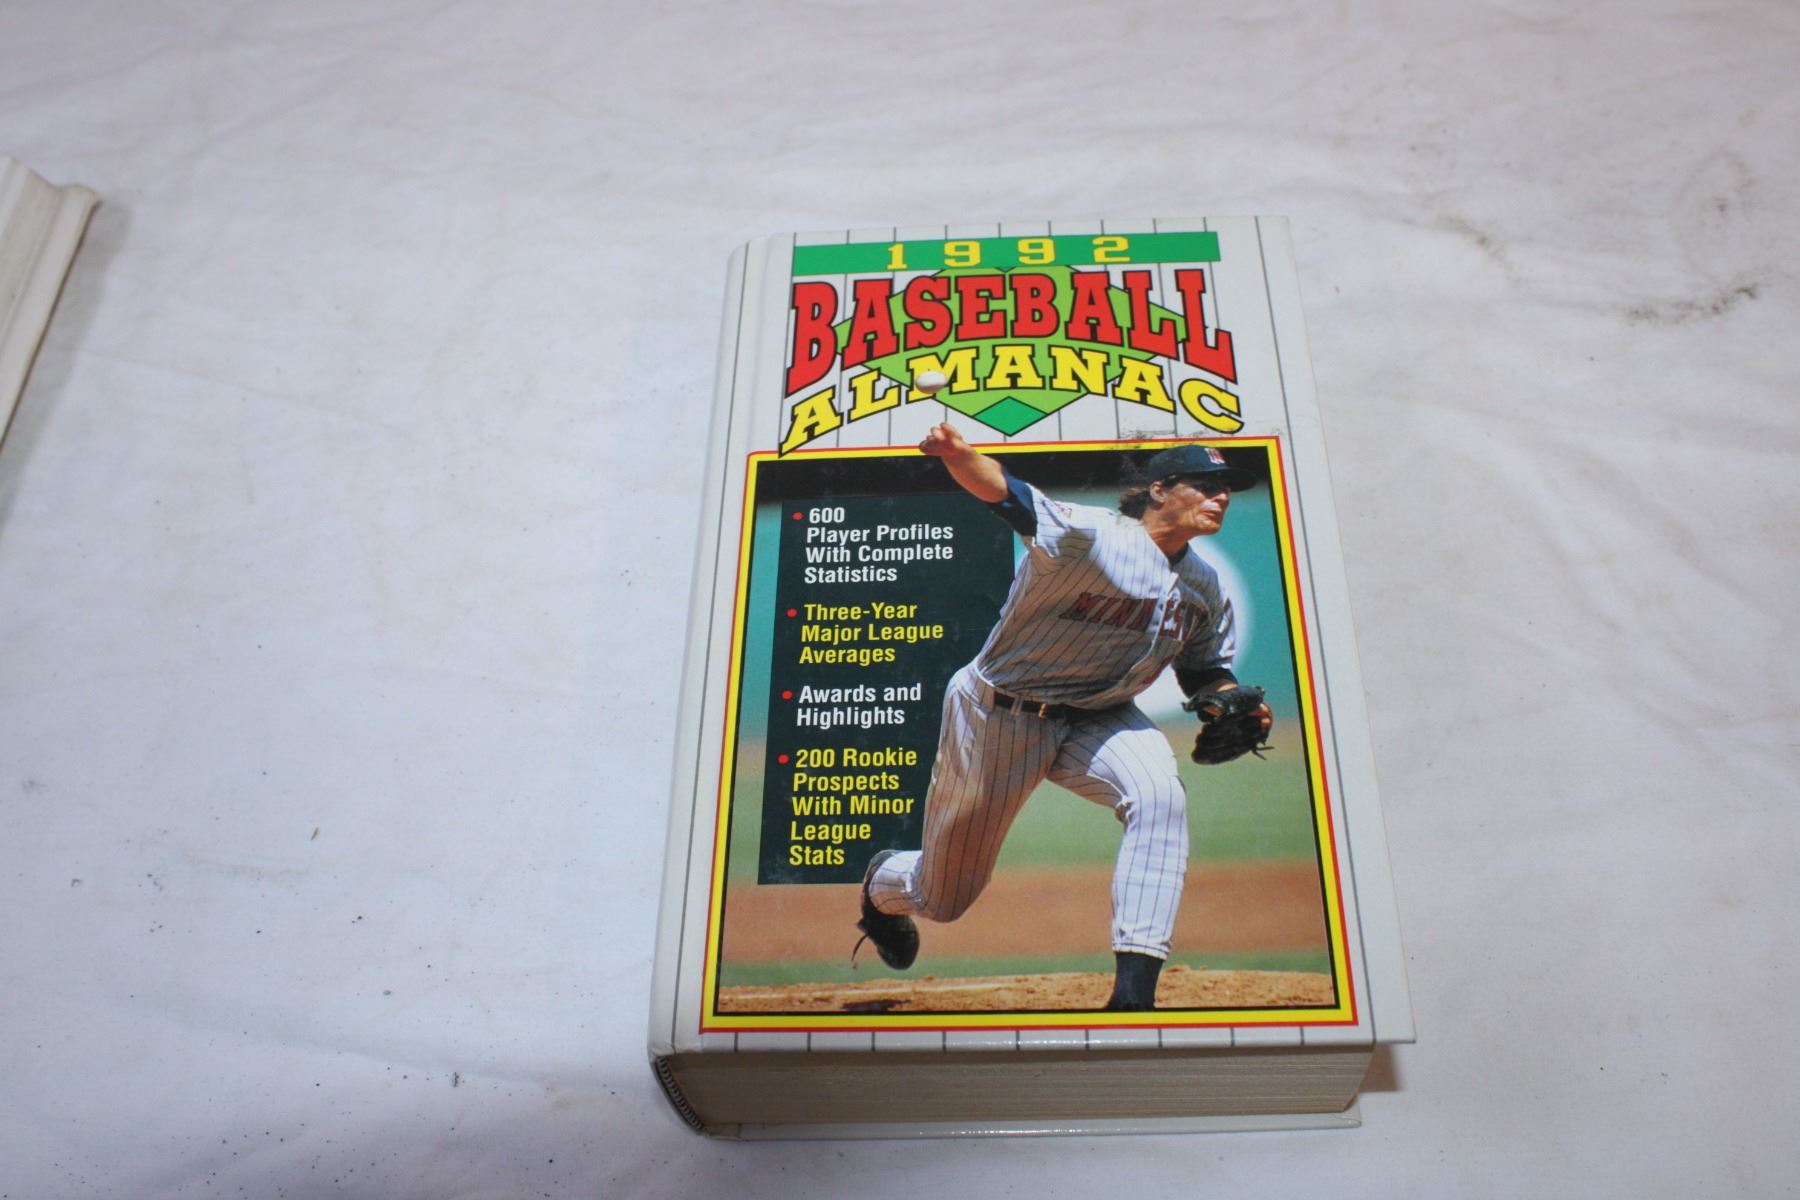 1992
BASEBALL
ALMANAC
• 600
Player Profiles
With Complete
Statistics
• Three-Year
Major League
Averages
• Awards and
Highlights
• 200 Rookie
Prospects
With Minor
League
Stats